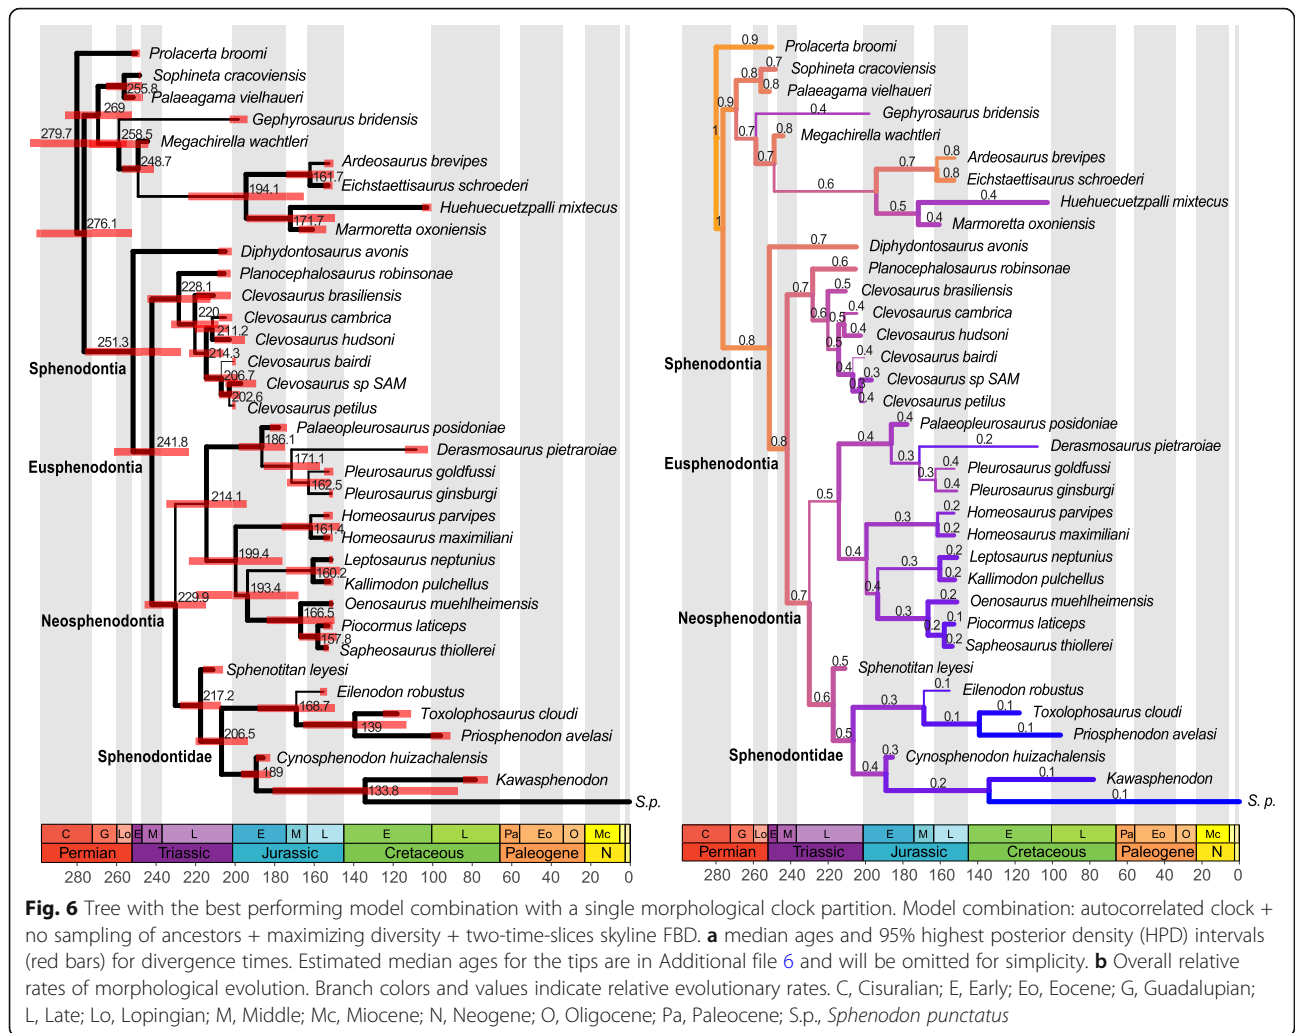 Prolacerta broomi
Sophineta cracoviensis
255.8
Palaeagama vielhaueri
269
Gephyrosaurus bridensis
279.7
258.5
Megachirella wachtleri
248.7
Ardeosaurus brevipes
161.7
Eichstaettisaurus schroederi
194.1
Huehuecuetzpalli mixtecus
171.7
Marmoretta oxoniensis
276.1
Diphydontosaurus avonis
Planocephalosaurus robinsonae
228.1
Clevosaurus brasiliensis
220
Clevosaurus cambrica
211.2
Clevosaurus hudsoni
251.3
214.3
Clevosaurus bairdi
Sphenodontia
206.7
Clevosaurus sp SAM
202.6
Clevosaurus petilus
Palaeopleurosaurus posidoniae
241.8
186.1
Derasmosaurus pietraroiae
171.1
Eusphenodontia
Pleurosaurus goldfussi
162.5
Pleurosaurus ginsburgi
214.1
Homeosaurus parvipes
161.4
Homeosaurus maximiliani
199.4
Leptosaurus neptunius
160.2
Kallimodon pulchellus
193.4
229.9
Oenosaurus muehlheimensis
166.5
Neosphenodontia
Piocormus laticeps
157.8
Sapheosaurus thiollerei
Sphenotitan leyesi
217.2
Eilenodon robustus
168.7
Toxolophosaurus cloudi
139
Priosphenodon avelasi
206.5
Sphenodontidae
Cynosphenodon huizachalensis
189
Kawasphenodon
133.8
S.p.
C G Lo E M L E M L E L Pa Eo O Mc
Permian Triassic Jurassic Cretaceous Paleogene N
280 260 240 220 200 180 160 140 120 100 80 60 40 20 0
0.9
Prolacerta broomi
0.7
Sophineta cracoviensis
0.8
0.8
Palaeagama vielhaueri
0.9
0.4
Gephyrosaurus bridensis
1
0.7
0.8
Megachirella wachtleri
0.7
0.7
0.8
Ardeosaurus brevipes
0.8
Eichstaettisaurus schroederi
0.6
0.4
Huehuecuetzpalli mixtecus
0.5
0.4
Marmoretta oxoniensis
1
0.7
Diphydontosaurus avonis
0.6
Planocephalosaurus robinsonae
0.7
0.5
Clevosaurus brasiliensis
0.6
0.4
Clevosaurus cambrica
0.5
0.4
Clevosaurus hudsoni
0.8
0.5
0.4
Clevosaurus bairdi
Sphenodontia
0.4
0.3
Clevosaurus sp SAM
0.3
0.4
Clevosaurus petilus
0.4
Palaeopleurosaurus posidoniae
0.8
0.4
0.2
Derasmosaurus pietraroiae
0.3
Eusphenodontia
0.4
Pleurosaurus goldfussi
0.3
0.4
Pleurosaurus ginsburgi
0.5
0.2
Homeosaurus parvipes
0.3
0.2
Homeosaurus maximiliani
0.4
0.2
Leptosaurus neptunius
0.3
0.2
Kallimodon pulchellus
0.4
0.7
0.2
Oenosaurus muehlheimensis
0.3
Neosphenodontia
0.1
Piocormus laticeps
0.2
0.2
Sapheosaurus thiollerei
0.5
Sphenotitan leyesi
0.6
0.1
Eilenodon robustus
0.3
0.1
Toxolophosaurus cloudi
0.1
0.1
Priosphenodon avelasi
0.5
Sphenodontidae
0.3
Cynosphenodon huizachalensis
0.4
0.1
Kawasphenodon
0.2
0.1
S. p.
C G Lo E M L E M L E L Pa Eo O Mc
Permian Triassic Jurassic Cretaceous Paleogene N
280 260 240 220 200 180 160 140 120 100 80 60 40 20 0
Fig. 6 Tree with the best performing model combination with a single morphological clock partition. Model combination: autocorrelated clock +
no sampling of ancestors + maximizing diversity + two-time-slices skyline FBD. a median ages and 95% highest posterior density (HPD) intervals
(red bars) for divergence times. Estimated median ages for the tips are in Additional file 6 and will be omitted for simplicity. b Overall relative
rates of morphological evolution. Branch colors and values indicate relative evolutionary rates. C, Cisuralian; E, Early; Eo, Eocene; G, Guadalupian;
L, Late; Lo, Lopingian; M, Middle; Mc, Miocene; N, Neogene; O, Oligocene; Pa, Paleocene; S.p., Sphenodon punctatus